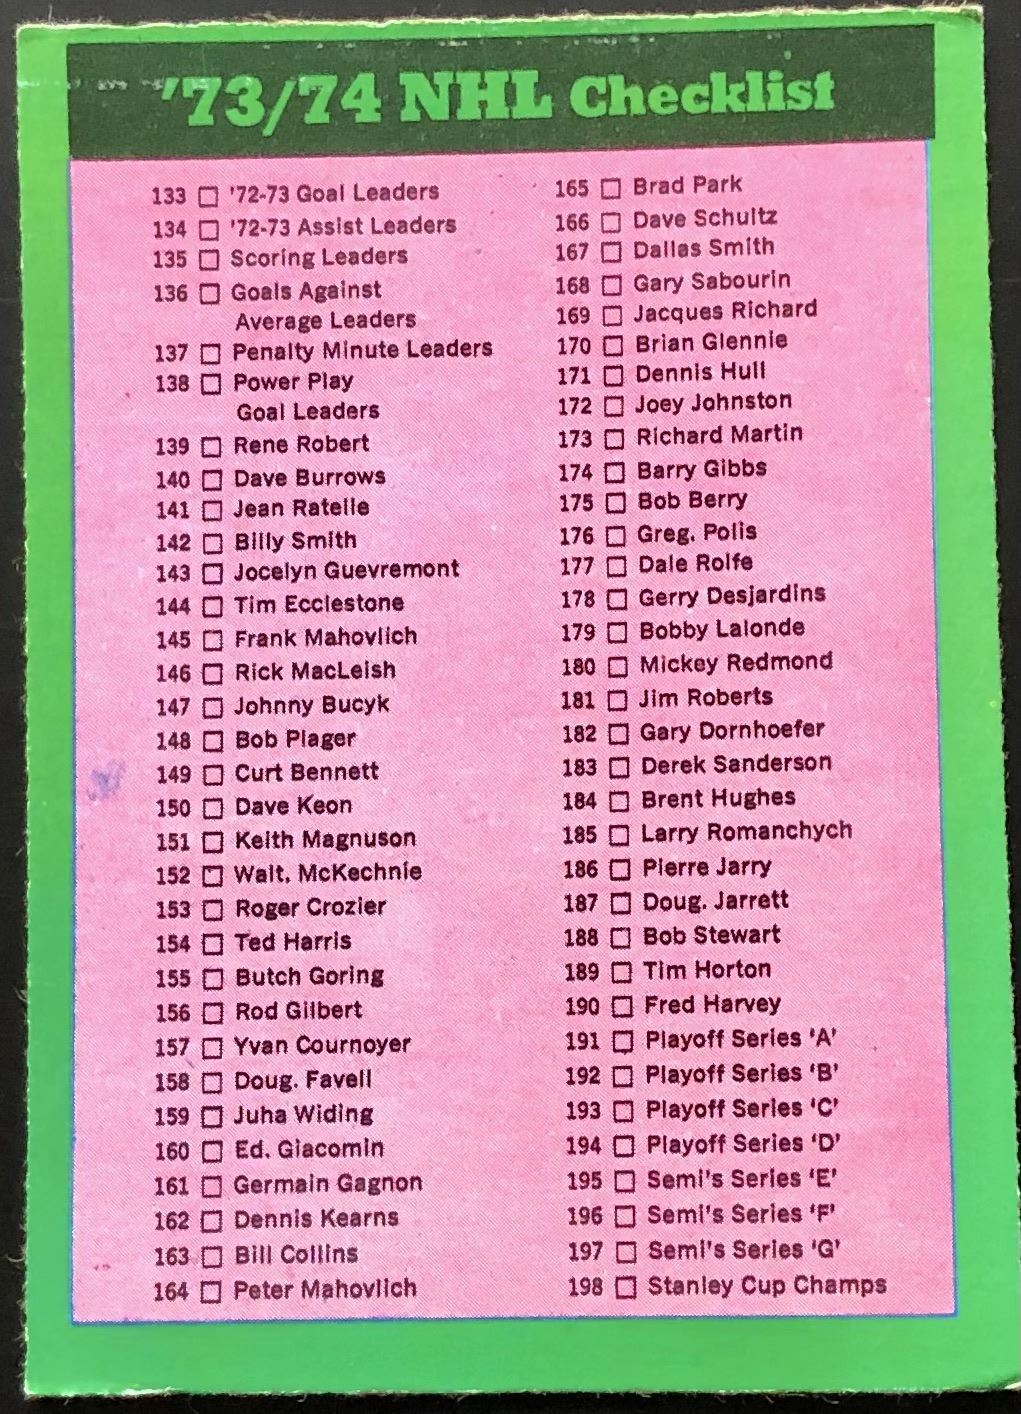 '73/74 NHL Checklist
133 □ '72-73 Goal Leaders
134 □ '72-73 Assist Leaders
135 □ Scoring Leaders
136 □ Goals Against
Average Leaders
137 □ Penalty Minute Leaders
138 □ Power Play
Goal Leaders
139 □ Rene Robert
140 □ Dave Burrows
141 □ Jean Ratelle
142 □ Billy Smith
143 □ Jocelyn Guevremont
144 □ Tim Ecclestone
145 □ Frank Mahovlich
146 □ Rick MacLeish
147 □ Johnny Bucyk
148 □ Bob Plager
149 □ Curt Bennett
150 □ Dave Keon
151 □ Keith Magnuson
152 □ Walt. McKechnie
153 □ Roger Crozier
154 □ Ted Harris
155 □ Butch Goring
156 □ Rod Gilbert
157 □ Yvan Cournoyer
158 □ Doug. Favell
159 □ Juha Widing
160 □ Ed. Giacomin
161 □ Germain Gagnon
162 □ Dennis Kearns
163 □ Bill Collins
164 □ Peter Mahovlich
165 □ Brad Park
166 □ Dave Schultz
167 □ Dallas Smith
168 □ Gary Sabourin
169 □ Jacques Richard
170 □ Brian Glennie
171 □ Dennis Hull
172 □ Joey Johnston
173 □ Richard Martin
174 □ Barry Gibbs
175 □ Bob Berry
176 □ Greg. Polis
177 □ Dale Rolfe
178 □ Gerry Desjardins
179 □ Bobby Lalonde
180 □ Mickey Redmond
181 □ Jim Roberts
182 □ Gary Dornhoefer
183 □ Derek Sanderson
184 □ Brent Hughes
185 □ Larry Romanchych
186 □ Pierre Jarry
187 □ Doug. Jarrett
188 □ Bob Stewart
189 □ Tim Horton
190 □ Fred Harvey
191 □ Playoff Series 'A'
192 □ Playoff Series 'B'
193 □ Playoff Series 'C'
194 □ Playoff Series 'D'
195 □ Semi's Series 'E'
196 □ Semi's Series 'F'
197 □ Semi's Series 'G'
198 □ Stanley Cup Champs